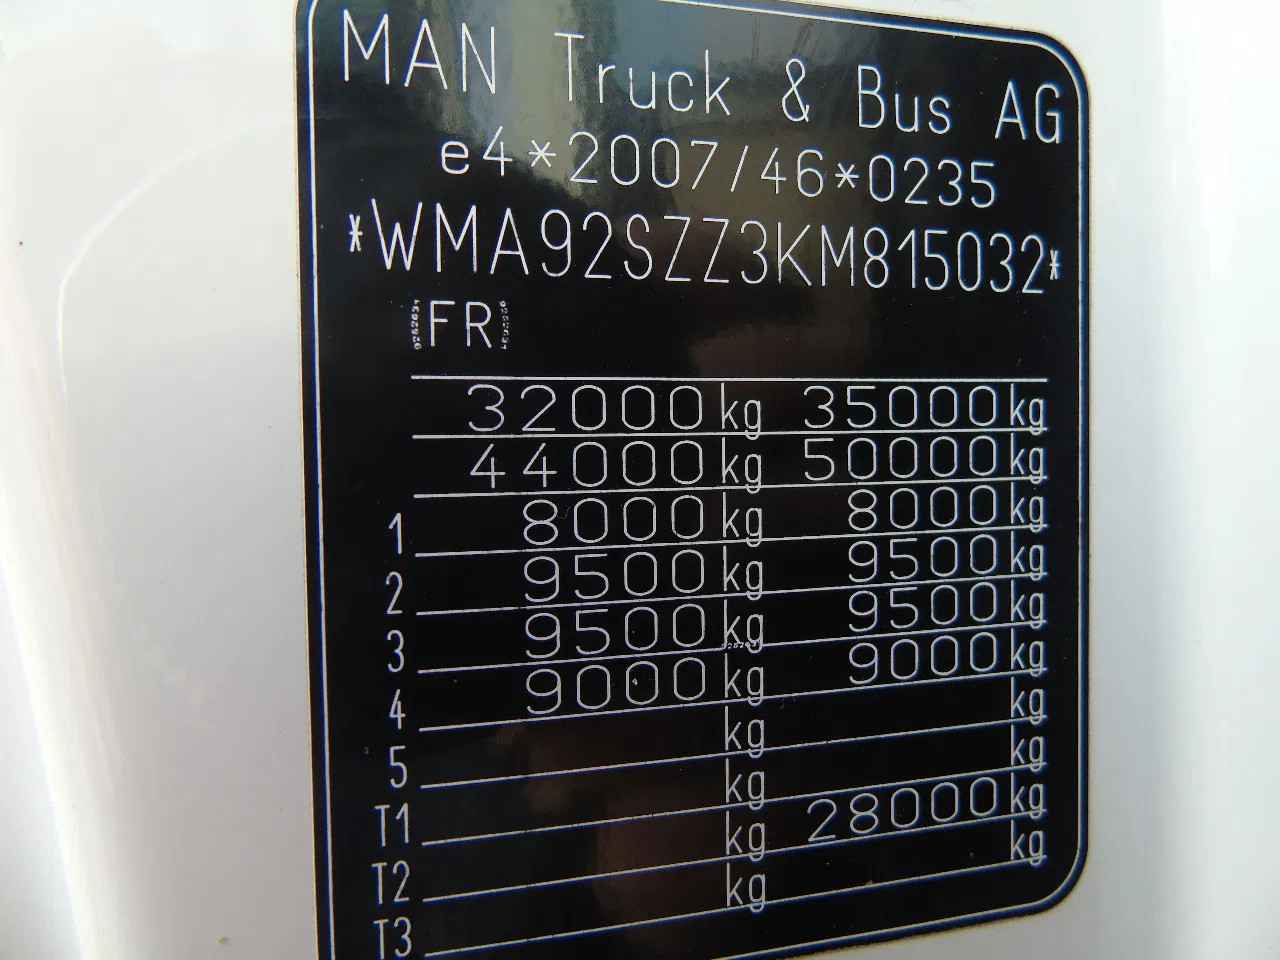 MAN Truck & Bus AG
e4*2007/46*0235
*WMA92SZZ3KM815032*
FR
32000kg 35000kg
44000kg 50000kg
1 8000kg 8000kg
2 9500kg 9500kg
3 9500kg 9500kg
4 9000kg 9000kg
5 kg kg
T1 kg kg
T2 kg 28000kg
T3 kg kg